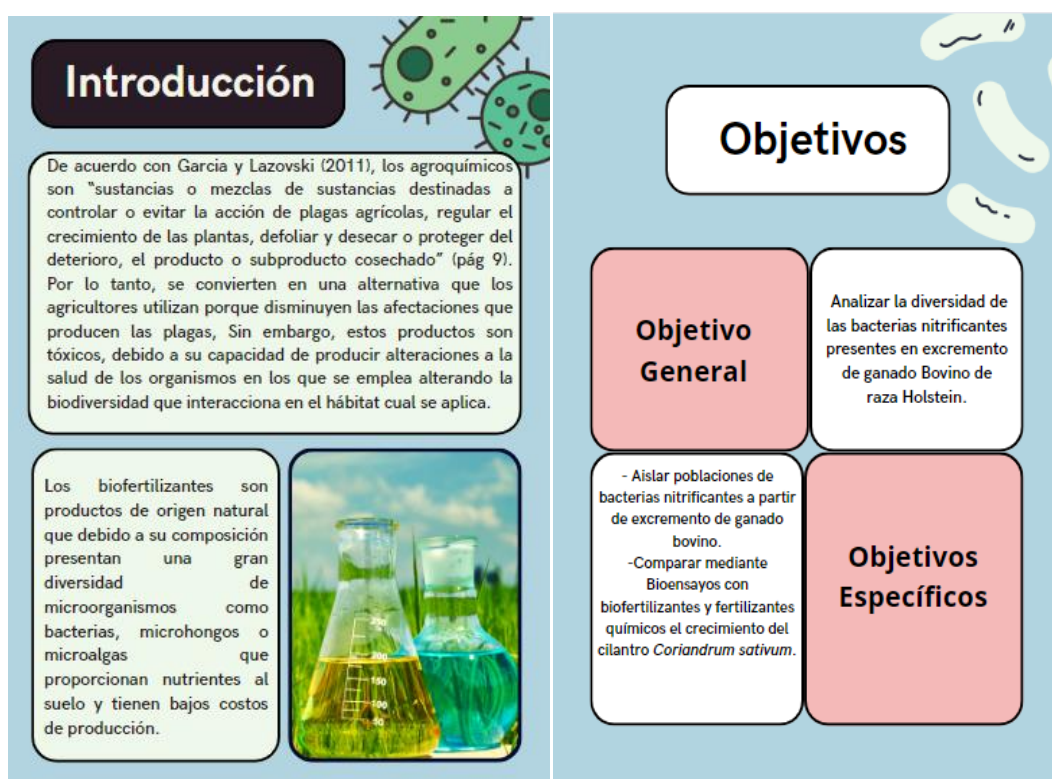 Introducción
De acuerdo con Garcia y Lazovski (2011), los agroquímicos
son “sustancias o mezclas de sustancias destinadas a
controlar o evitar la acción de plagas agrícolas, regular el
crecimiento de las plantas, defoliar y desecar o proteger del
deterioro, el producto o subproducto cosechado” (pág 9).
Por lo tanto, se convierten en una alternativa que los
agricultores utilizan porque disminuyen las afectaciones que
producen las plagas, Sin embargo, estos productos son
tóxicos, debido a su capacidad de producir alteraciones a la
salud de los organismos en los que se emplea alterando la
biodiversidad que interacciona en el hábitat cual se aplica.
Los biofertilizantes son
productos de origen natural
que debido a su composición
presentan una gran
diversidad de
microorganismos como
bacterias, microhongos o
microalgas que
proporcionan nutrientes al
suelo y tienen bajos costos
de producción.
250
200
150
100
50
Objetivos
Objetivo
General
Analizar la diversidad de
las bacterias nitrificantes
presentes en excremento
de ganado Bovino de
raza Holstein.
- Aislar poblaciones de
bacterias nitrificantes a partir
de excremento de ganado
bovino.
-Comparar mediante
Bioensayos con
biofertilizantes y fertilizantes
químicos el crecimiento del
cilantro Coriandrum sativum.
Objetivos
Específicos